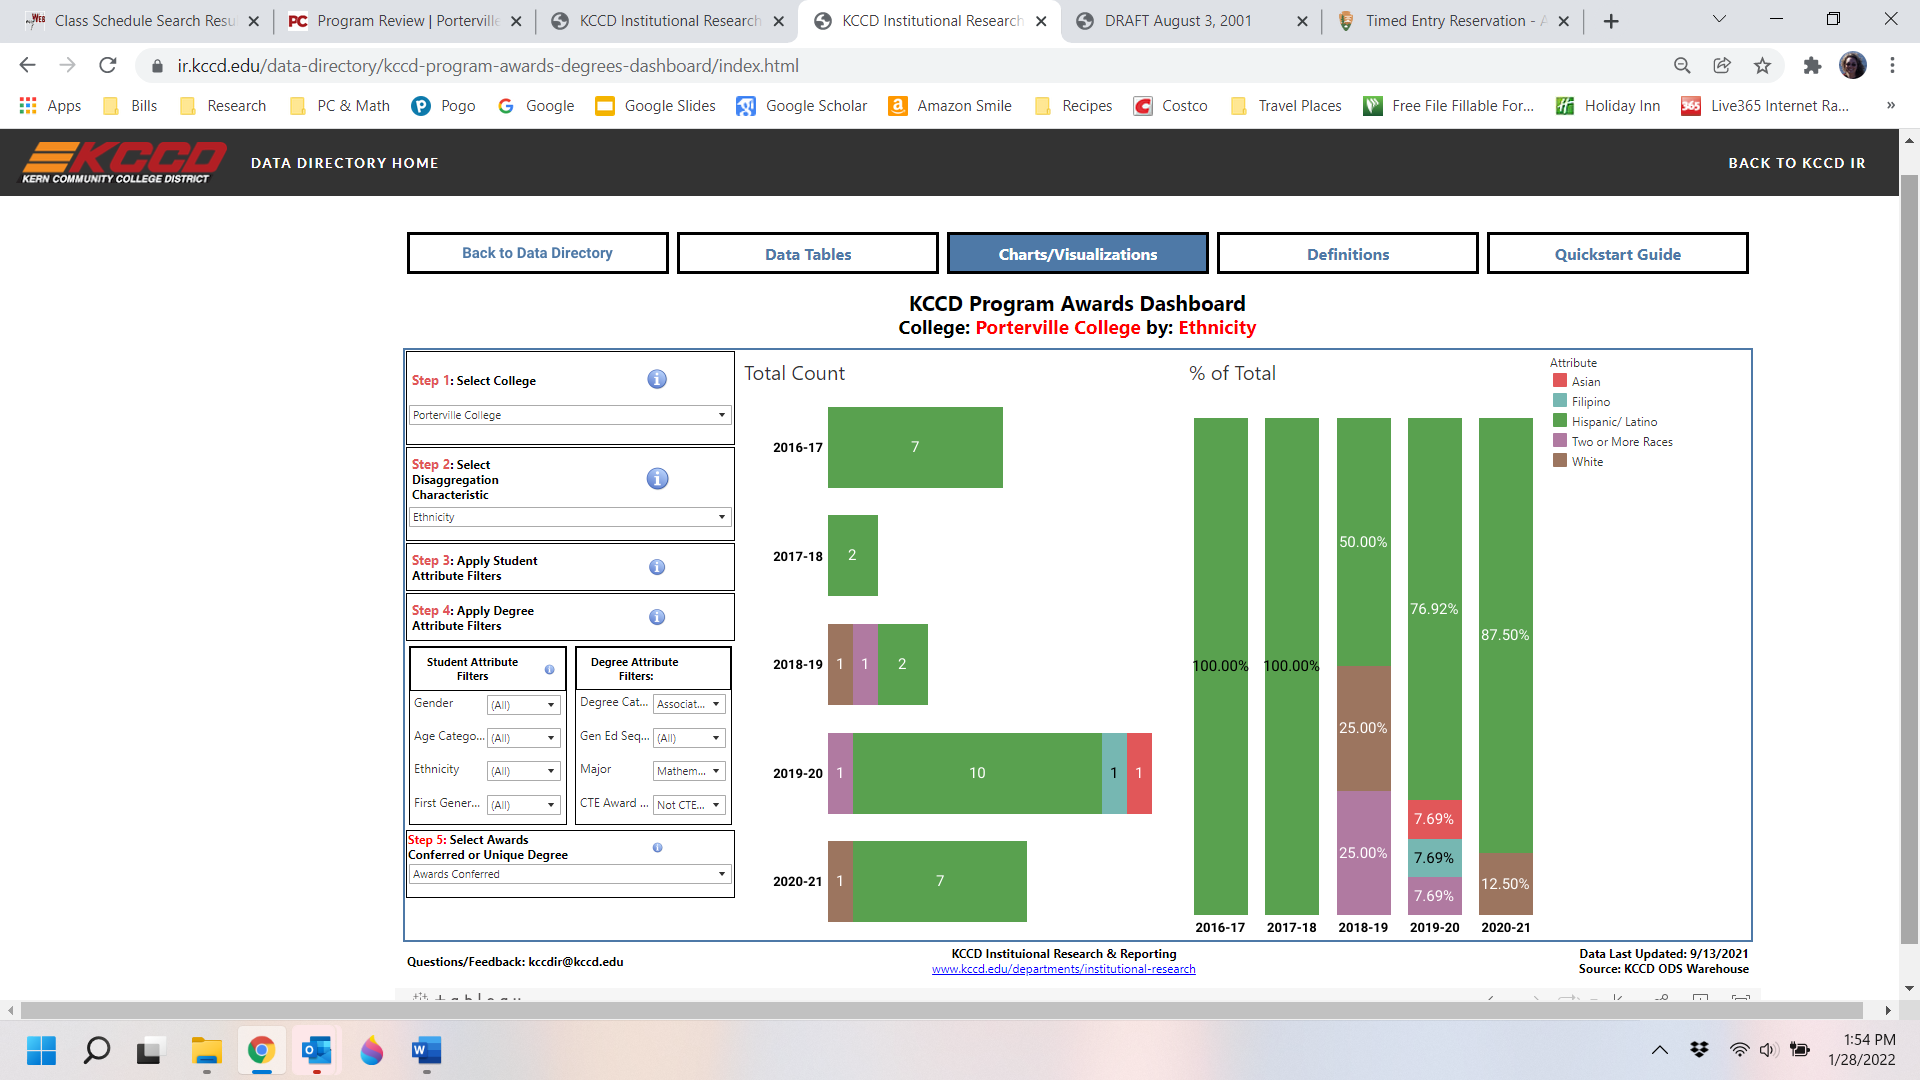 Class Schedule Search Resu
Program Review | Porterville
KCCD Institutional Research
KCCD Institutional Research
DRAFT August 3, 2001
Timed Entry Reservation - A
ir.kccd.edu/data-directory/kccd-program-awards-degrees-dashboard/index.html
Apps
Bills
Research
PC & Math
Pogo
Google
Google Slides
Google Scholar
Amazon Smile
Recipes
Costco
Travel Places
Free File Fillable For...
Holiday Inn
Live365 Internet Ra...
»
KCCD
KERN COMMUNITY COLLEGE DISTRICT
DATA DIRECTORY HOME
BACK TO KCCD IR
Back to Data Directory
Data Tables
Charts/Visualizations
Definitions
Quickstart Guide
KCCD Program Awards Dashboard
College: Porterville College by: Ethnicity
Step 1: Select College
Porterville College
Step 2: Select
Disaggregation
Characteristic
Ethnicity
Step 3: Apply Student
Attribute Filters
Step 4: Apply Degree
Attribute Filters
Student Attribute
Filters
Gender (All)
Age Catego... (All)
Ethnicity (All)
First Gener... (All)
Degree Attribute
Filters:
Degree Cat... Associat...
Gen Ed Seq... (All)
Major Mathem...
CTE Award ... Not CTE...
Step 5: Select Awards
Conferred or Unique Degree
Awards Conferred
Total Count
2016-17 7
2017-18 2
2018-19 1 1 2
2019-20 1 10 1 1
2020-21 1 7
% of Total
100.00%
100.00%
50.00%
25.00%
25.00%
76.92%
7.69%
7.69%
7.69%
87.50%
12.50%
2016-17 2017-18 2018-19 2019-20 2020-21
Attribute
Asian
Filipino
Hispanic/ Latino
Two or More Races
White
Questions/Feedback: kccdir@kccd.edu
KCCD Instituional Research & Reporting
www.kccd.edu/departments/institutional-research
Data Last Updated: 9/13/2021
Source: KCCD ODS Warehouse
1:54 PM
1/28/2022